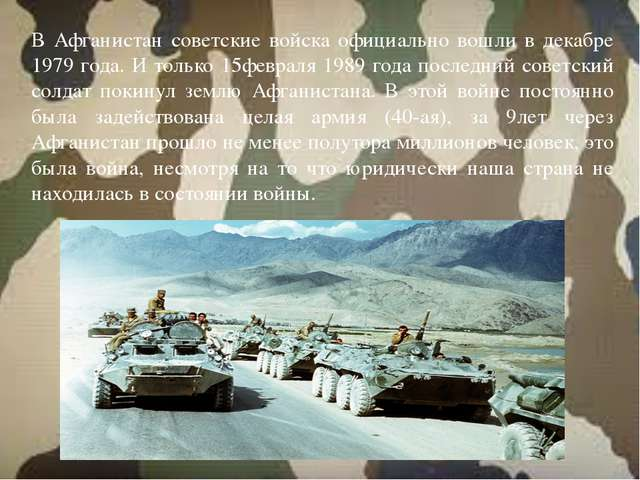 В Афганистан советские войска официально вошли в декабре
1979 года. И только 15февраля 1989 года последний советский
солдат покинул землю Афганистана. В этой войне постоянно
была задействована целая армия (40-ая), за 9лет через
Афганистан прошло не менее полутора миллионов человек, это
была война, несмотря на то что юридически наша страна не
находилась в состоянии войны.